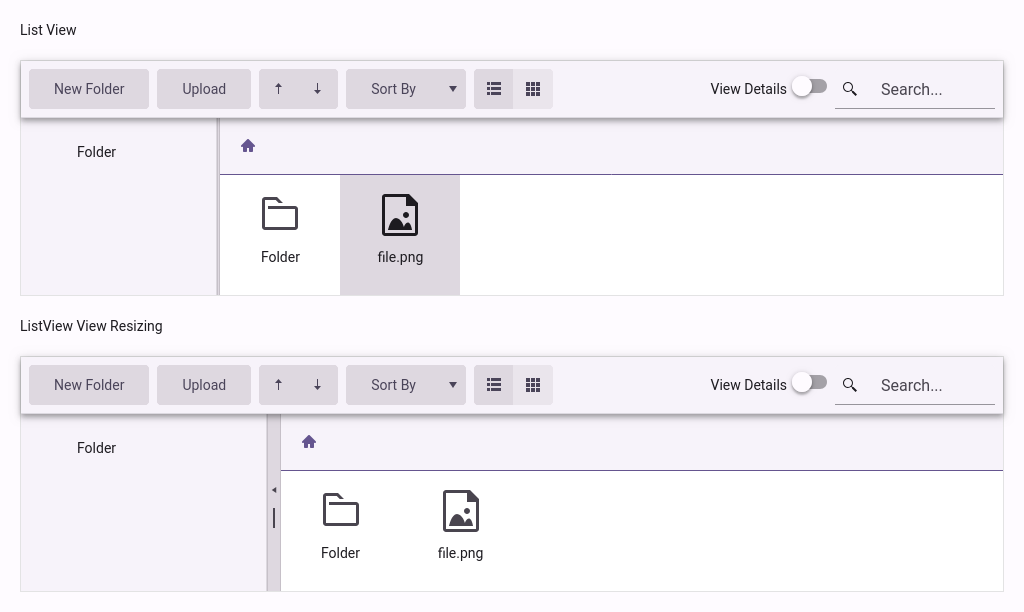 List View
New Folder Upload Sort By View Details Search...
Folder
Folder file.png
ListView View Resizing
New Folder Upload Sort By View Details Search...
Folder
Folder file.png